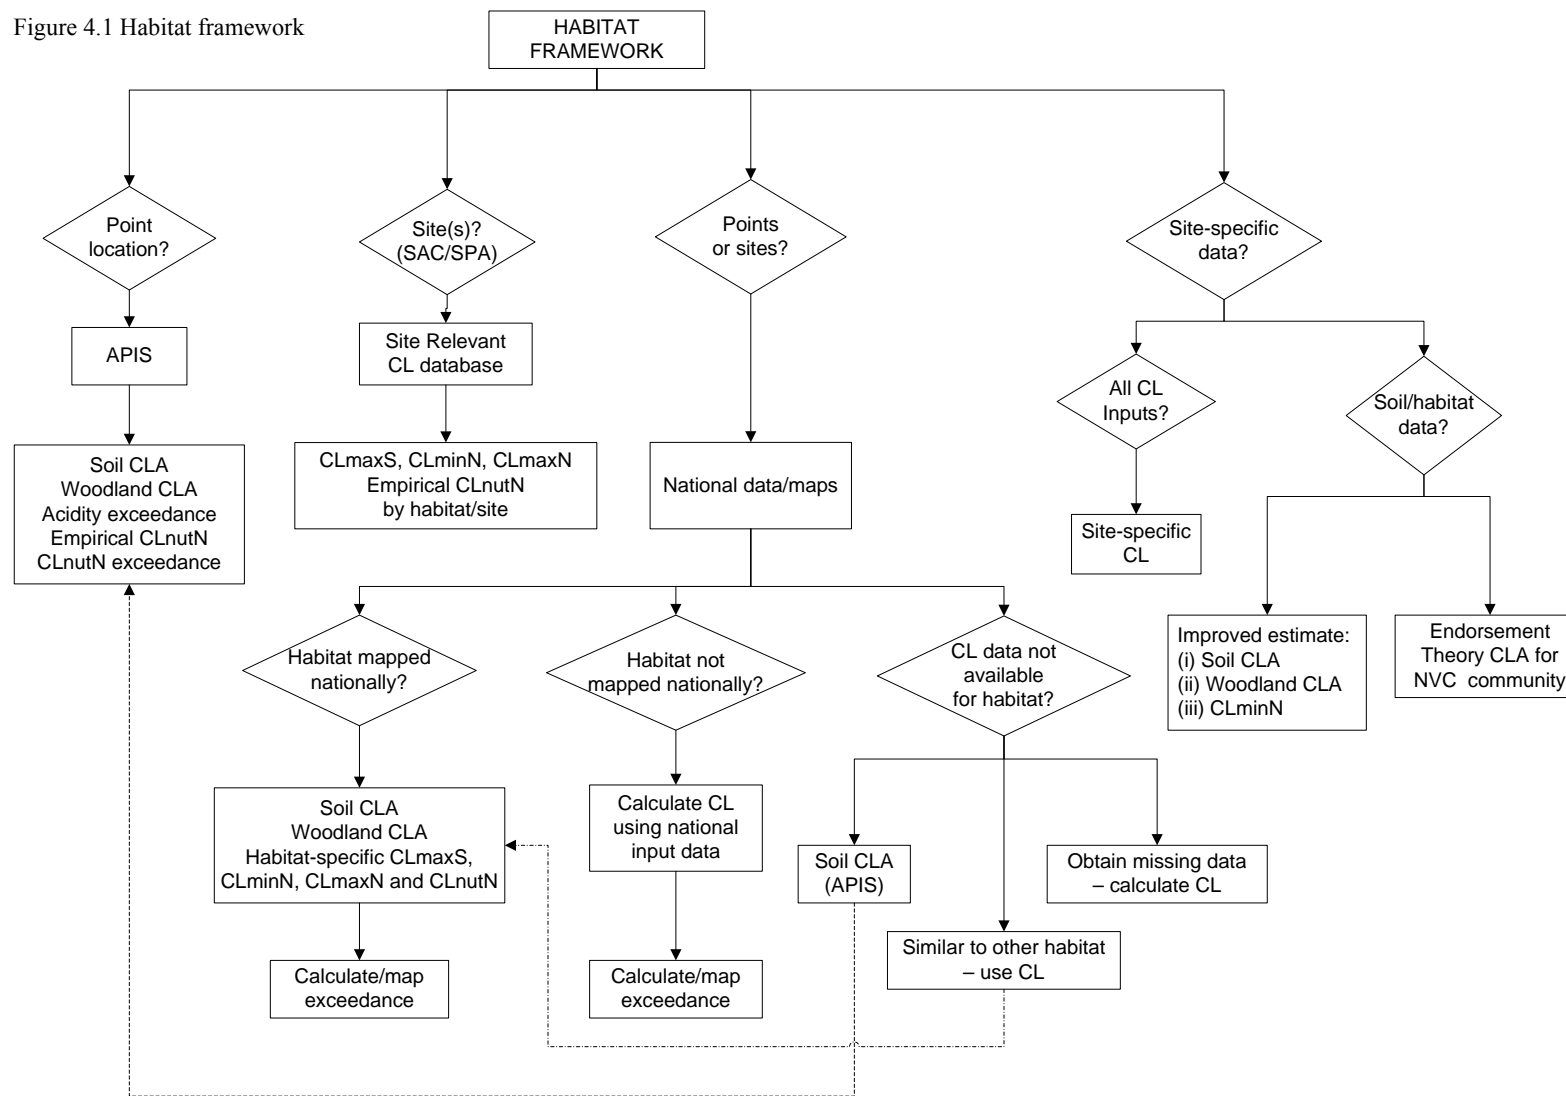 Figure 4.1 Habitat framework
HABITAT
FRAMEWORK
Point
location?
Site(s)?
(SAC/SPA)
Points
or sites?
Site-specific
data?
APIS
Site Relevant
CL database
All CL
Inputs?
Soil/habitat
data?
Soil CLA
Woodland CLA
Acidity exceedance
Empirical CLnutN
CLnutN exceedance
CLmaxS, CLminN, CLmaxN
Empirical CLnutN
by habitat/site
National data/maps
Site-specific
CL
Improved estimate:
(i) Soil CLA
(ii) Woodland CLA
(iii) CLminN
Endorsement
Theory CLA for
NVC community
Habitat mapped
nationally?
Habitat not
mapped nationally?
CL data not
available
for habitat?
Soil CLA
Woodland CLA
Habitat-specific CLmaxS,
CLminN, CLmaxN and CLnutN
Calculate CL
using national
input data
Soil CLA
(APIS)
Obtain missing data
– calculate CL
Similar to other habitat
– use CL
Calculate/map
exceedance
Calculate/map
exceedance